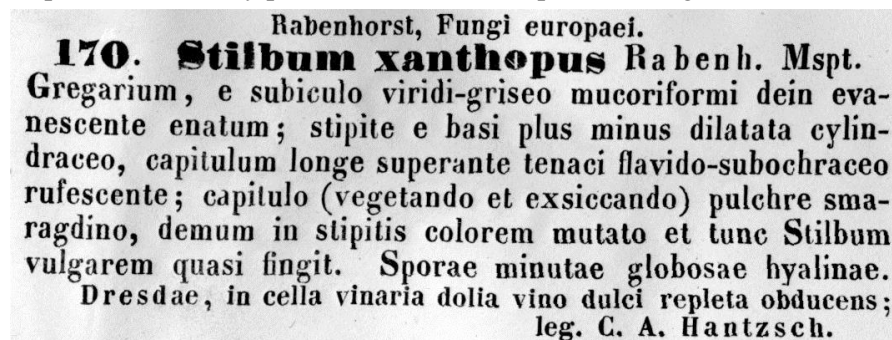 Rabenhorst, Fungi europaei.
170. Stilbum xanthopus Rabenh. Mspt.
Gregarium, e subiculo viridi-griseo mucoriformi dein eva-
nescente enatum; stipite e basi plus minus dilatata cylin-
draceo, capitulum longe superante tenaci flavido-subochraceo
rufescente; capitulo (vegetando et exsiccando) pulchre sma-
ragdino, demum in stipitis colorem mutato et tunc Stilbum
vulgarem quasi fingit. Sporae minutae globosae hyalinae.
Dresdae, in cella vinaria dolia vino dulci repleta obducens;
leg. C. A. Hantzsch.